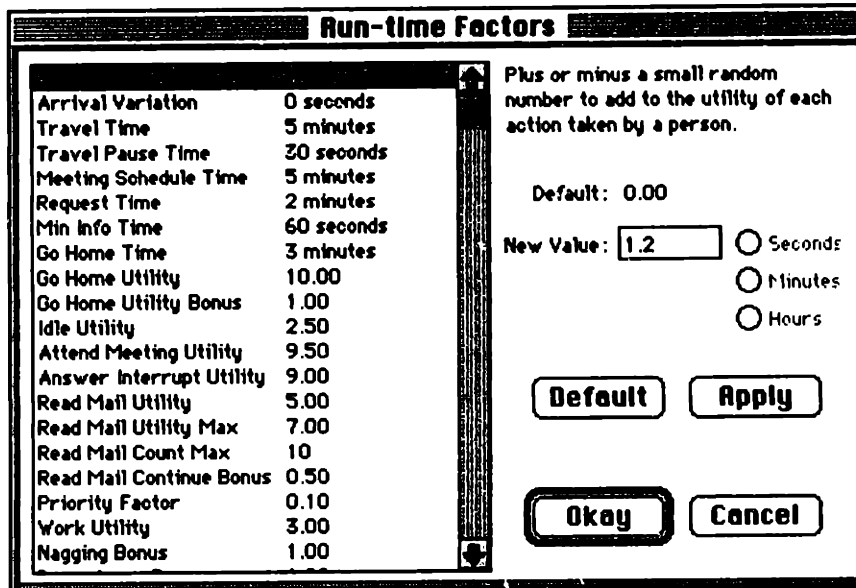 Run-time Factors
Arrival Variation 0 seconds
Travel Time 5 minutes
Travel Pause Time 30 seconds
Meeting Schedule Time 5 minutes
Request Time 2 minutes
Min Info Time 60 seconds
Go Home Time 3 minutes
Go Home Utility 10.00
Go Home Utility Bonus 1.00
Idle Utility 2.50
Attend Meeting Utility 9.50
Answer Interrupt Utility 9.00
Read Mail Utility 5.00
Read Mail Utility Max 7.00
Read Mail Count Max 10
Read Mail Continue Bonus 0.50
Priority Factor 0.10
Work Utility 3.00
Nagging Bonus 1.00
Plus or minus a small random
number to add to the utility of each
action taken by a person.
Default: 0.00
New Value: 1.2
Seconds
Minutes
Hours
Default Apply
Okay Cancel